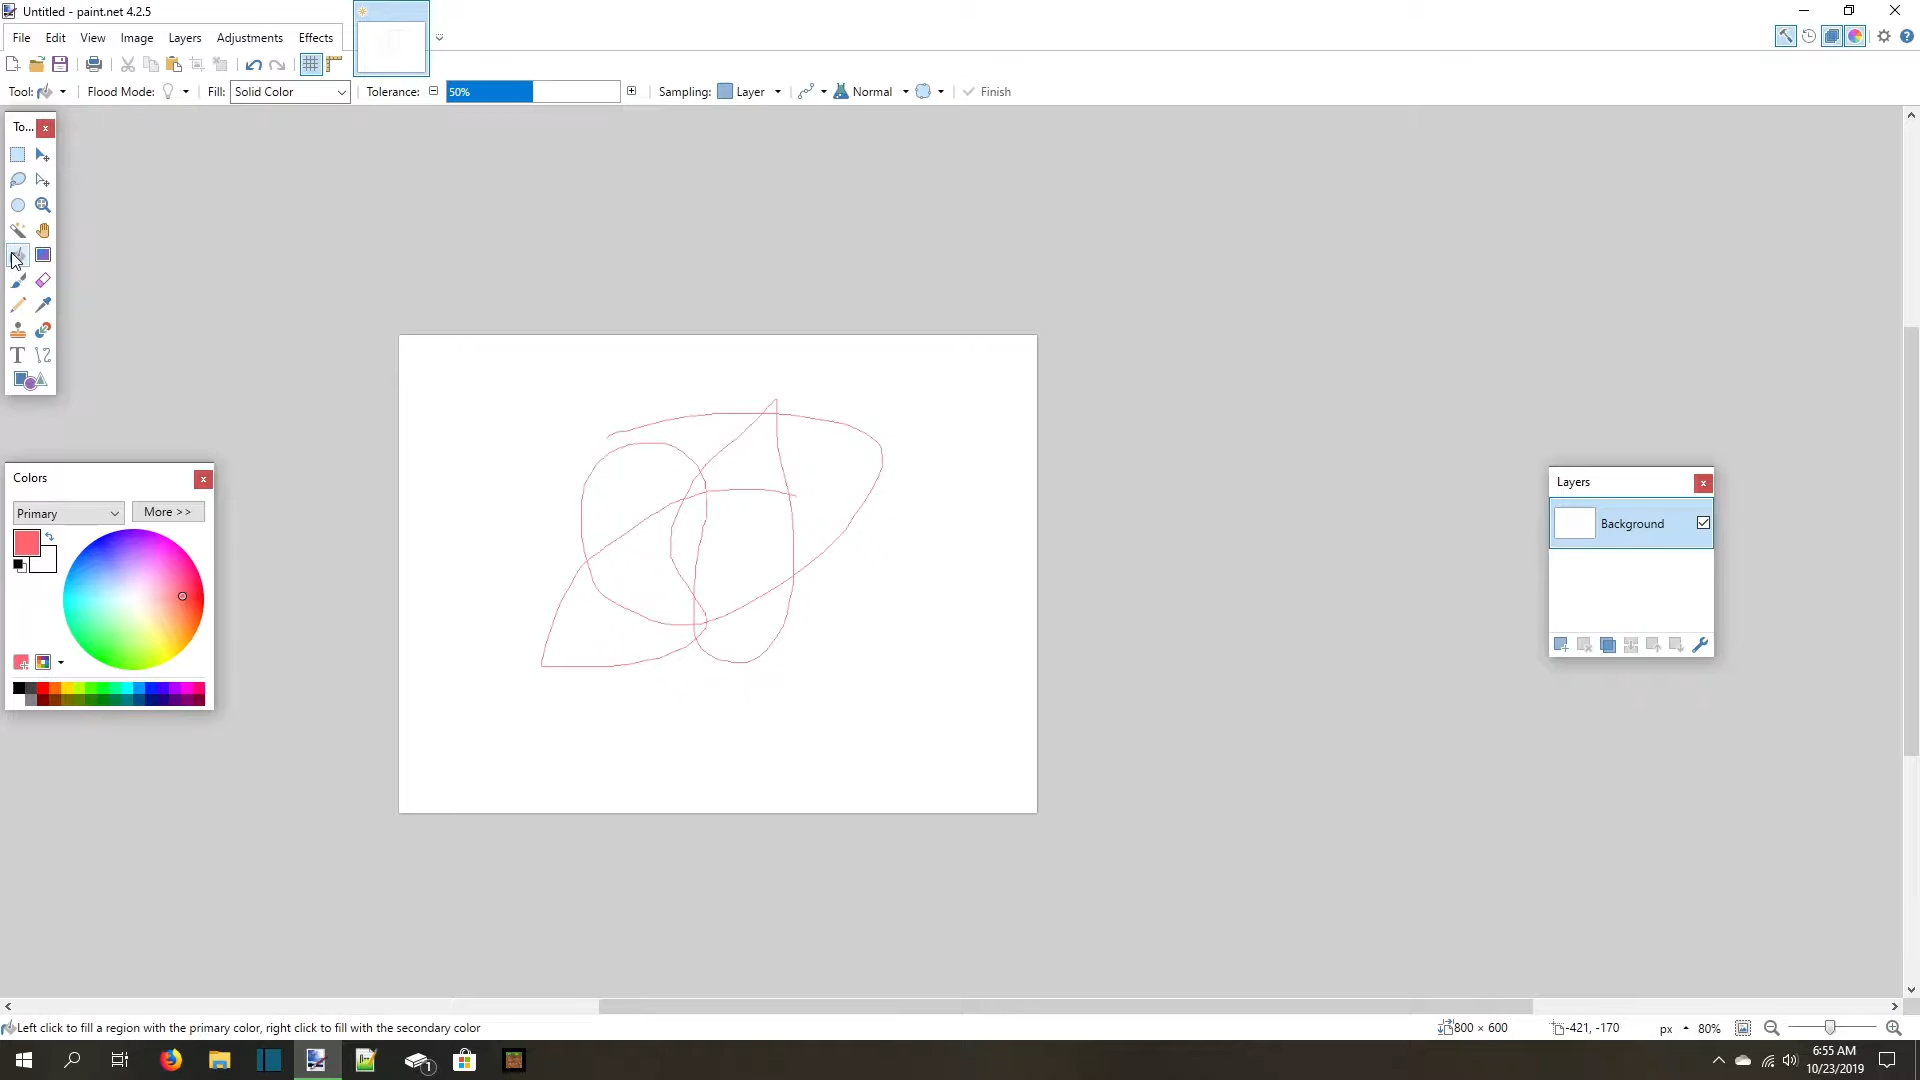 Untitled - paint.net 4.2.5
File Edit View Image Layers Adjustments Effects
Tool: Flood Mode: Fill: Solid Color Tolerance: 50% Sampling: Layer Normal Finish
To... x
Colors x
Primary More >>
Layers x
Background
Left click to fill a region with the primary color, right click to fill with the secondary color
800 × 600 -421, -170 px 80%
6:55 AM
10/23/2019